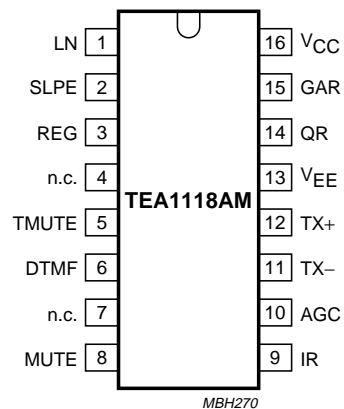 LN 1
SLPE 2
REG 3
n.c. 4
TMUTE 5
DTMF 6
n.c. 7
MUTE 8
TEA1118AM
16 VCC
15 GAR
14 QR
13 VEE
12 TX+
11 TX−
10 AGC
9 IR
MBH270